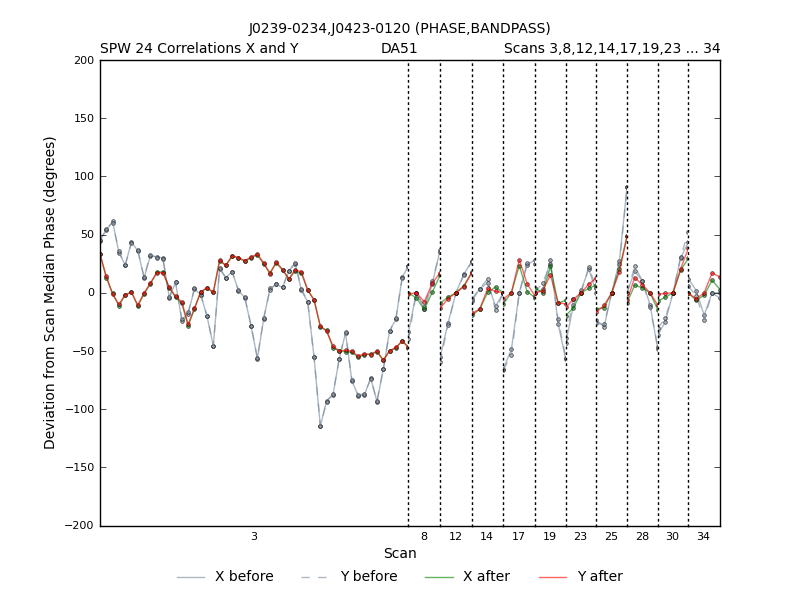 J0239-0234,J0423-0120 (PHASE,BANDPASS)
SPW 24 Correlations X and Y DA51 Scans 3,8,12,14,17,19,23 ... 34
200
150
100
50
0
−50
−100
−150
−200
Deviation from Scan Median Phase (degrees)
3 8 12 14 17 19 23 25 28 30 34
Scan
X before Y before X after Y after